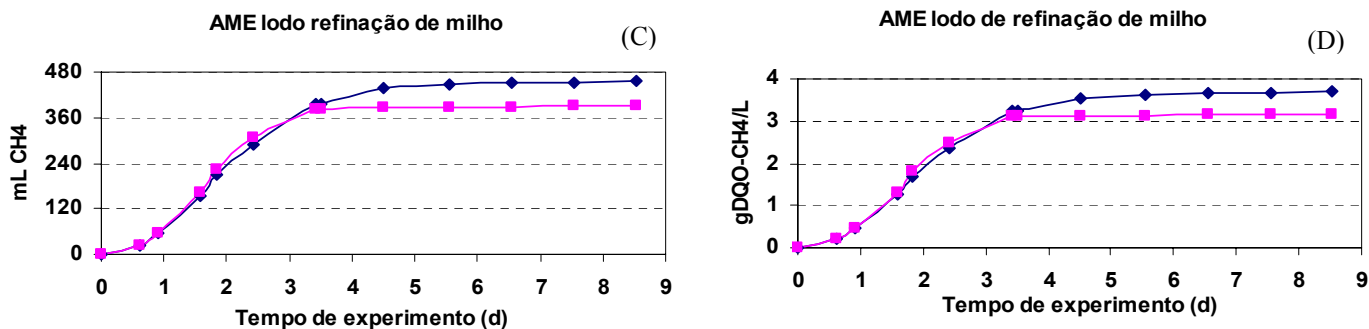 AME lodo refinação de milho
(C)
480
360
240
120
0
mL CH4
0 1 2 3 4 5 6 7 8 9
Tempo de experimento (d)
AME lodo de refinação de milho
(D)
4
3
2
1
0
gDQO-CH4/L
0 1 2 3 4 5 6 7 8 9
Tempo de experimento (d)